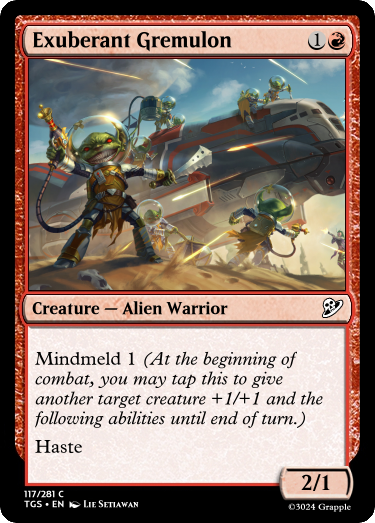 Exuberant Gremulon 1
Creature — Alien Warrior
Mindmeld 1 (At the beginning of
combat, you may tap this to give
another target creature +1/+1 and the
following abilities until end of turn.)
Haste
2/1
117/281 C
TGS • EN Lie Setiawan
©3024 Grapple